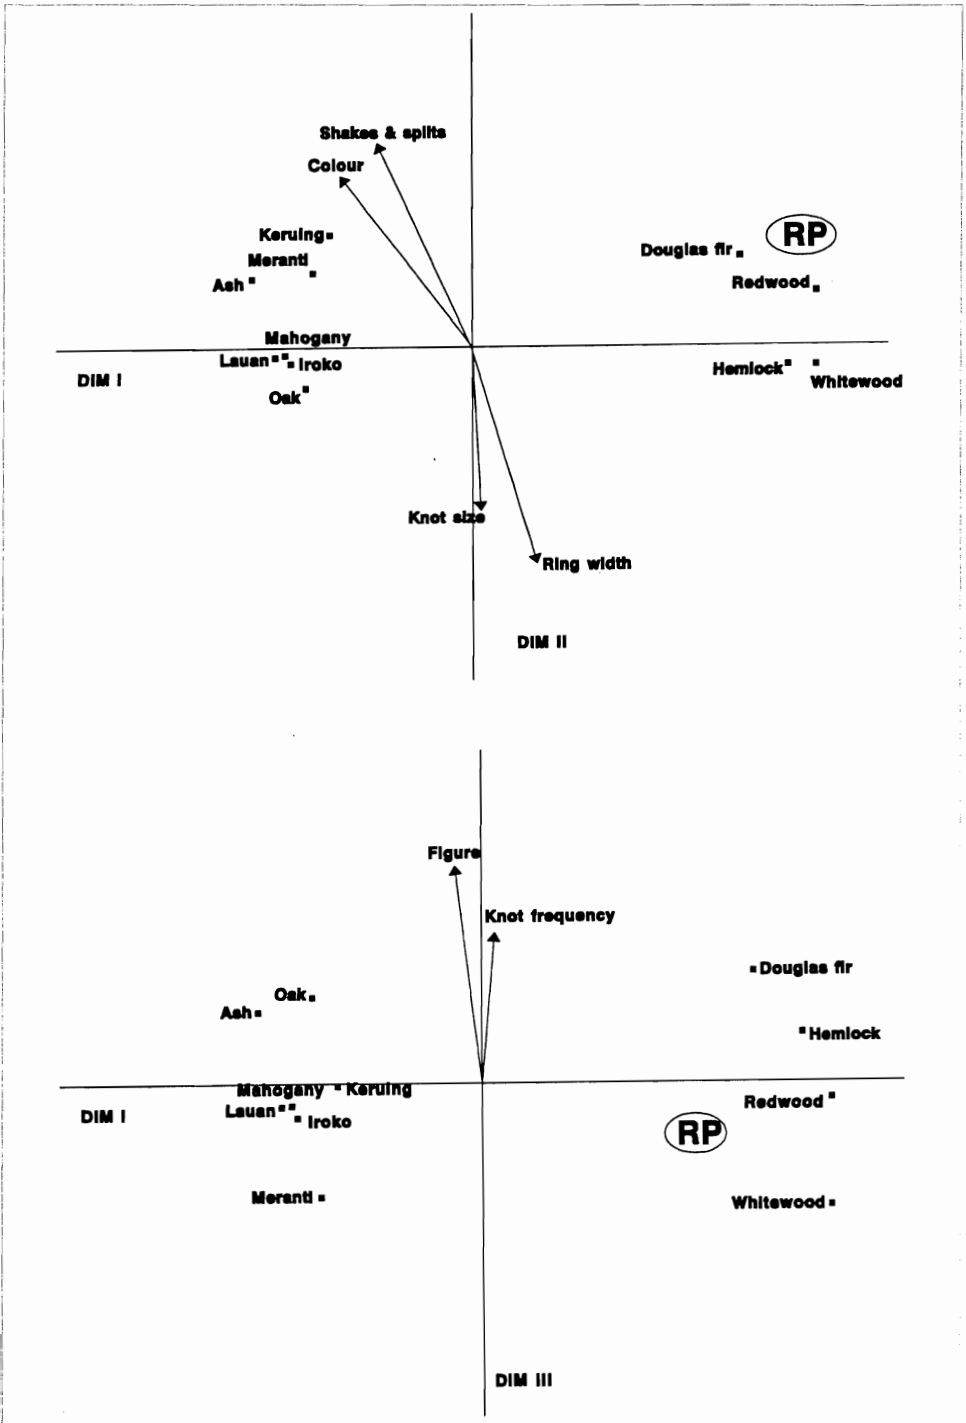 Shakes & splits
Colour
Keruing
Meranti
Ash
Douglas fir
RP
Redwood
Mahogany
Lauan
Iroko
Oak
DIM I
Hemlock
Whitewood
Knot size
Ring width
DIM II
Figure
Knot frequency
Douglas fir
Oak
Ash
Hemlock
Mahogany
Keruing
Lauan
Iroko
DIM I
Redwood
RP
Meranti
Whitewood
DIM III